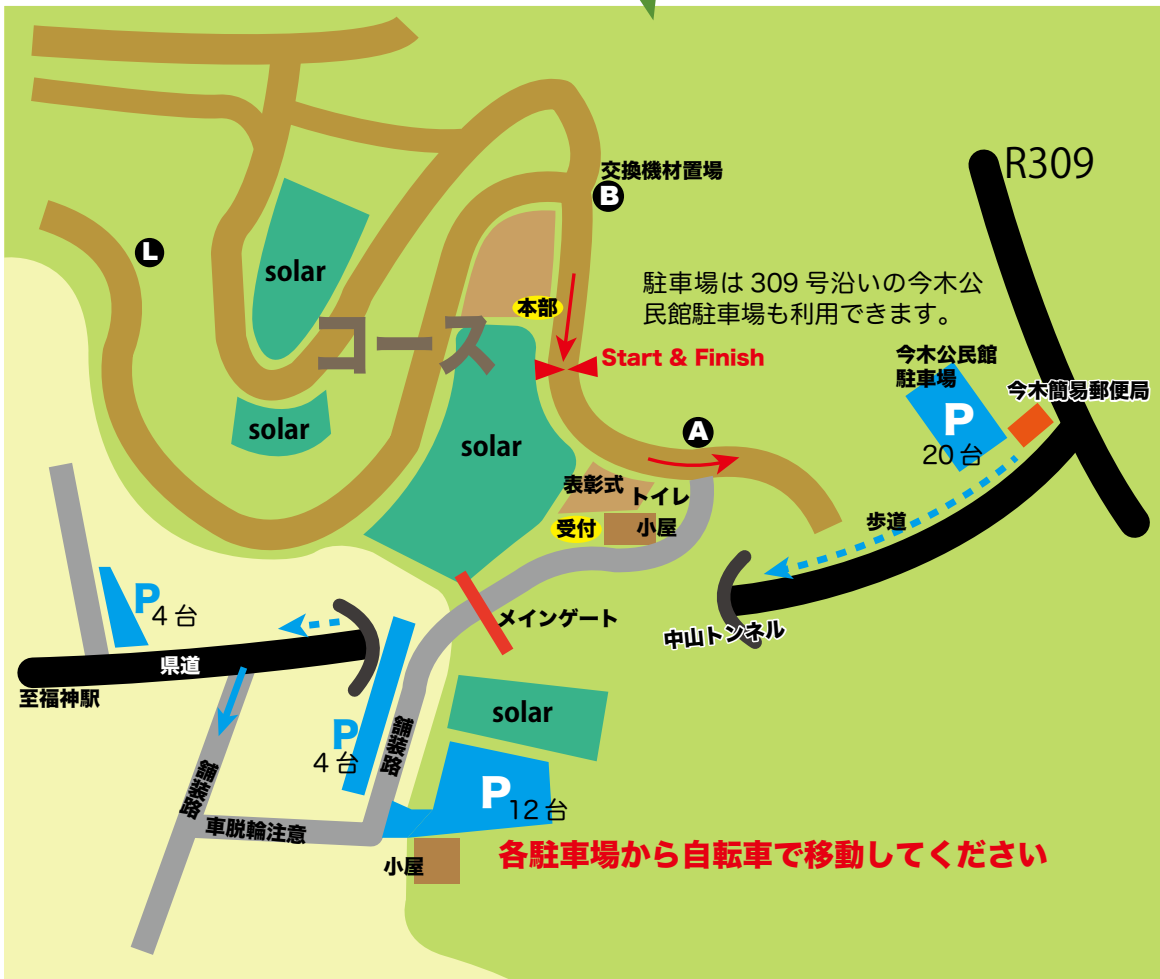 R309
交換機材置場
B
L
solar
駐車場は 309 号沿いの今木公
民館駐車場も利用できます。
本部
コース
Start & Finish
今木公民館
駐車場
今木簡易郵便局
P
20 台
solar
solar
A
表彰式
トイレ
受付
小屋
歩道
P
4 台
メインゲート
中山トンネル
県道
至福神駅
solar
舗装路
P
4 台
舗装路
P
12 台
車脱輪注意
小屋
各駐車場から自転車で移動してください